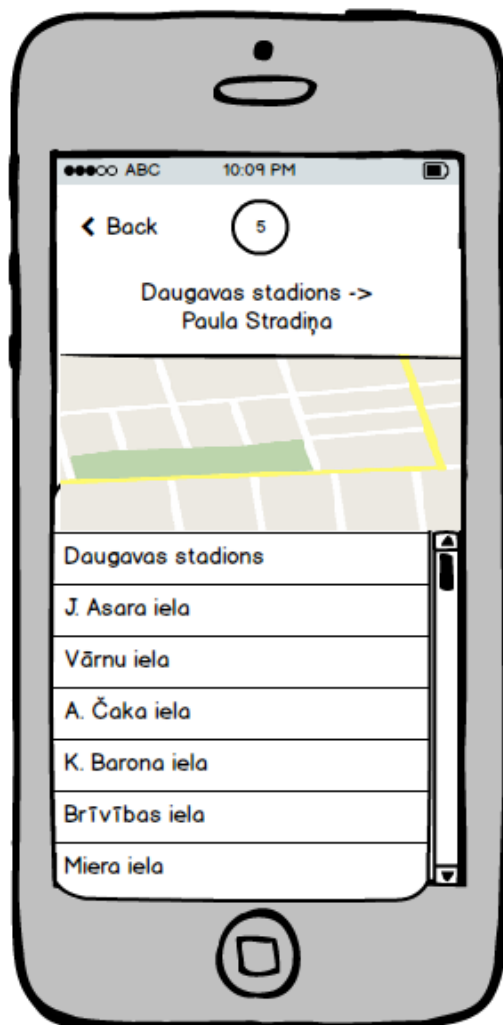 ABC 10:09 PM
Back 5
Daugavas stadions ->
Paula Stradiņa
Daugavas stadions
J. Asara iela
Vārnu iela
A. Čaka iela
K. Barona iela
Brīvības iela
Miera iela